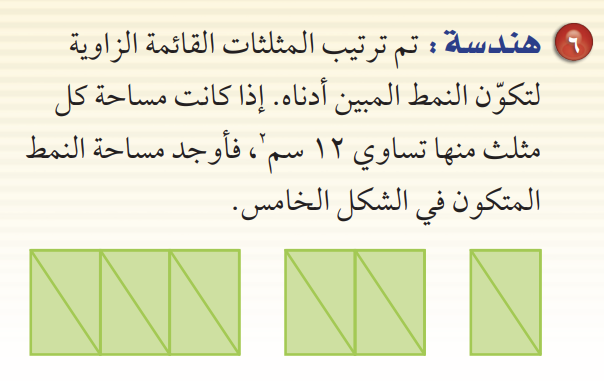 ٦ هندسة : تم ترتيب المثلثات القائمة الزاوية
لتكوّن النمط المبين أدناه. إذا كانت مساحة كل
مثلث منها تساوي ١٢ سم٢، فأوجد مساحة النمط
المتكون في الشكل الخامس.